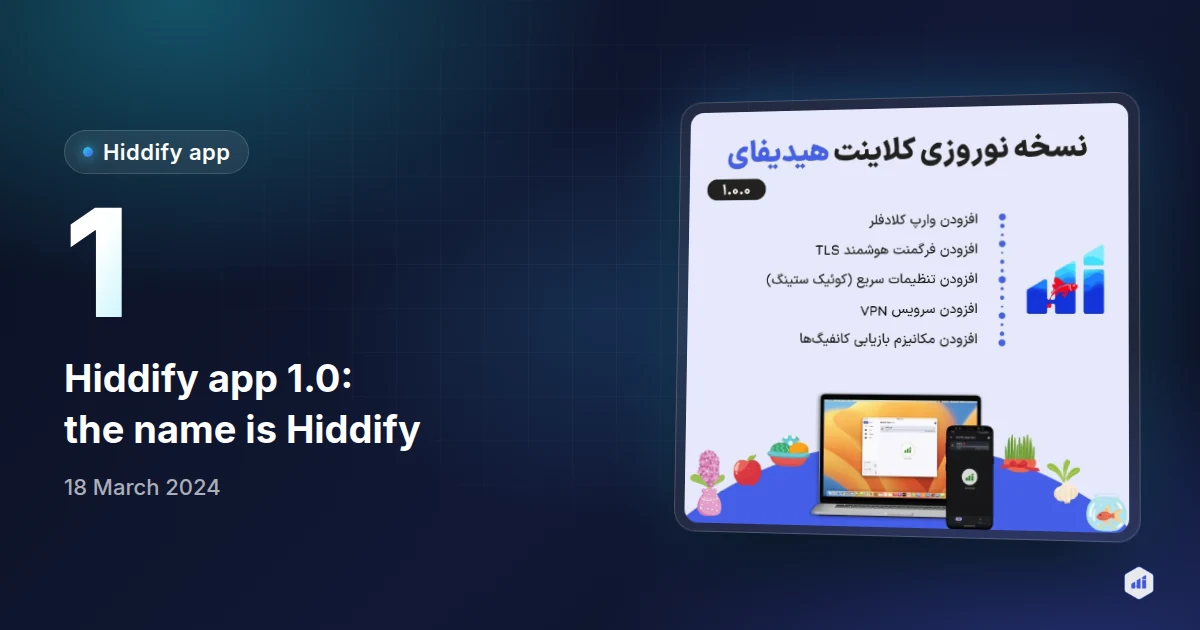 Hiddify app
1
Hiddify app 1.0:
the name is Hiddify
18 March 2024
نسخه نوروزی کلاینت هیدیفای
۱.۰.۰
افزودن وارپ کلادفلر
افزودن فرگمنت هوشمند TLS
افزودن تنظیمات سریع (کوئیک ستینگ)
افزودن سرویس VPN
افزودن مکانیزم بازیابی کانفیگ‌ها